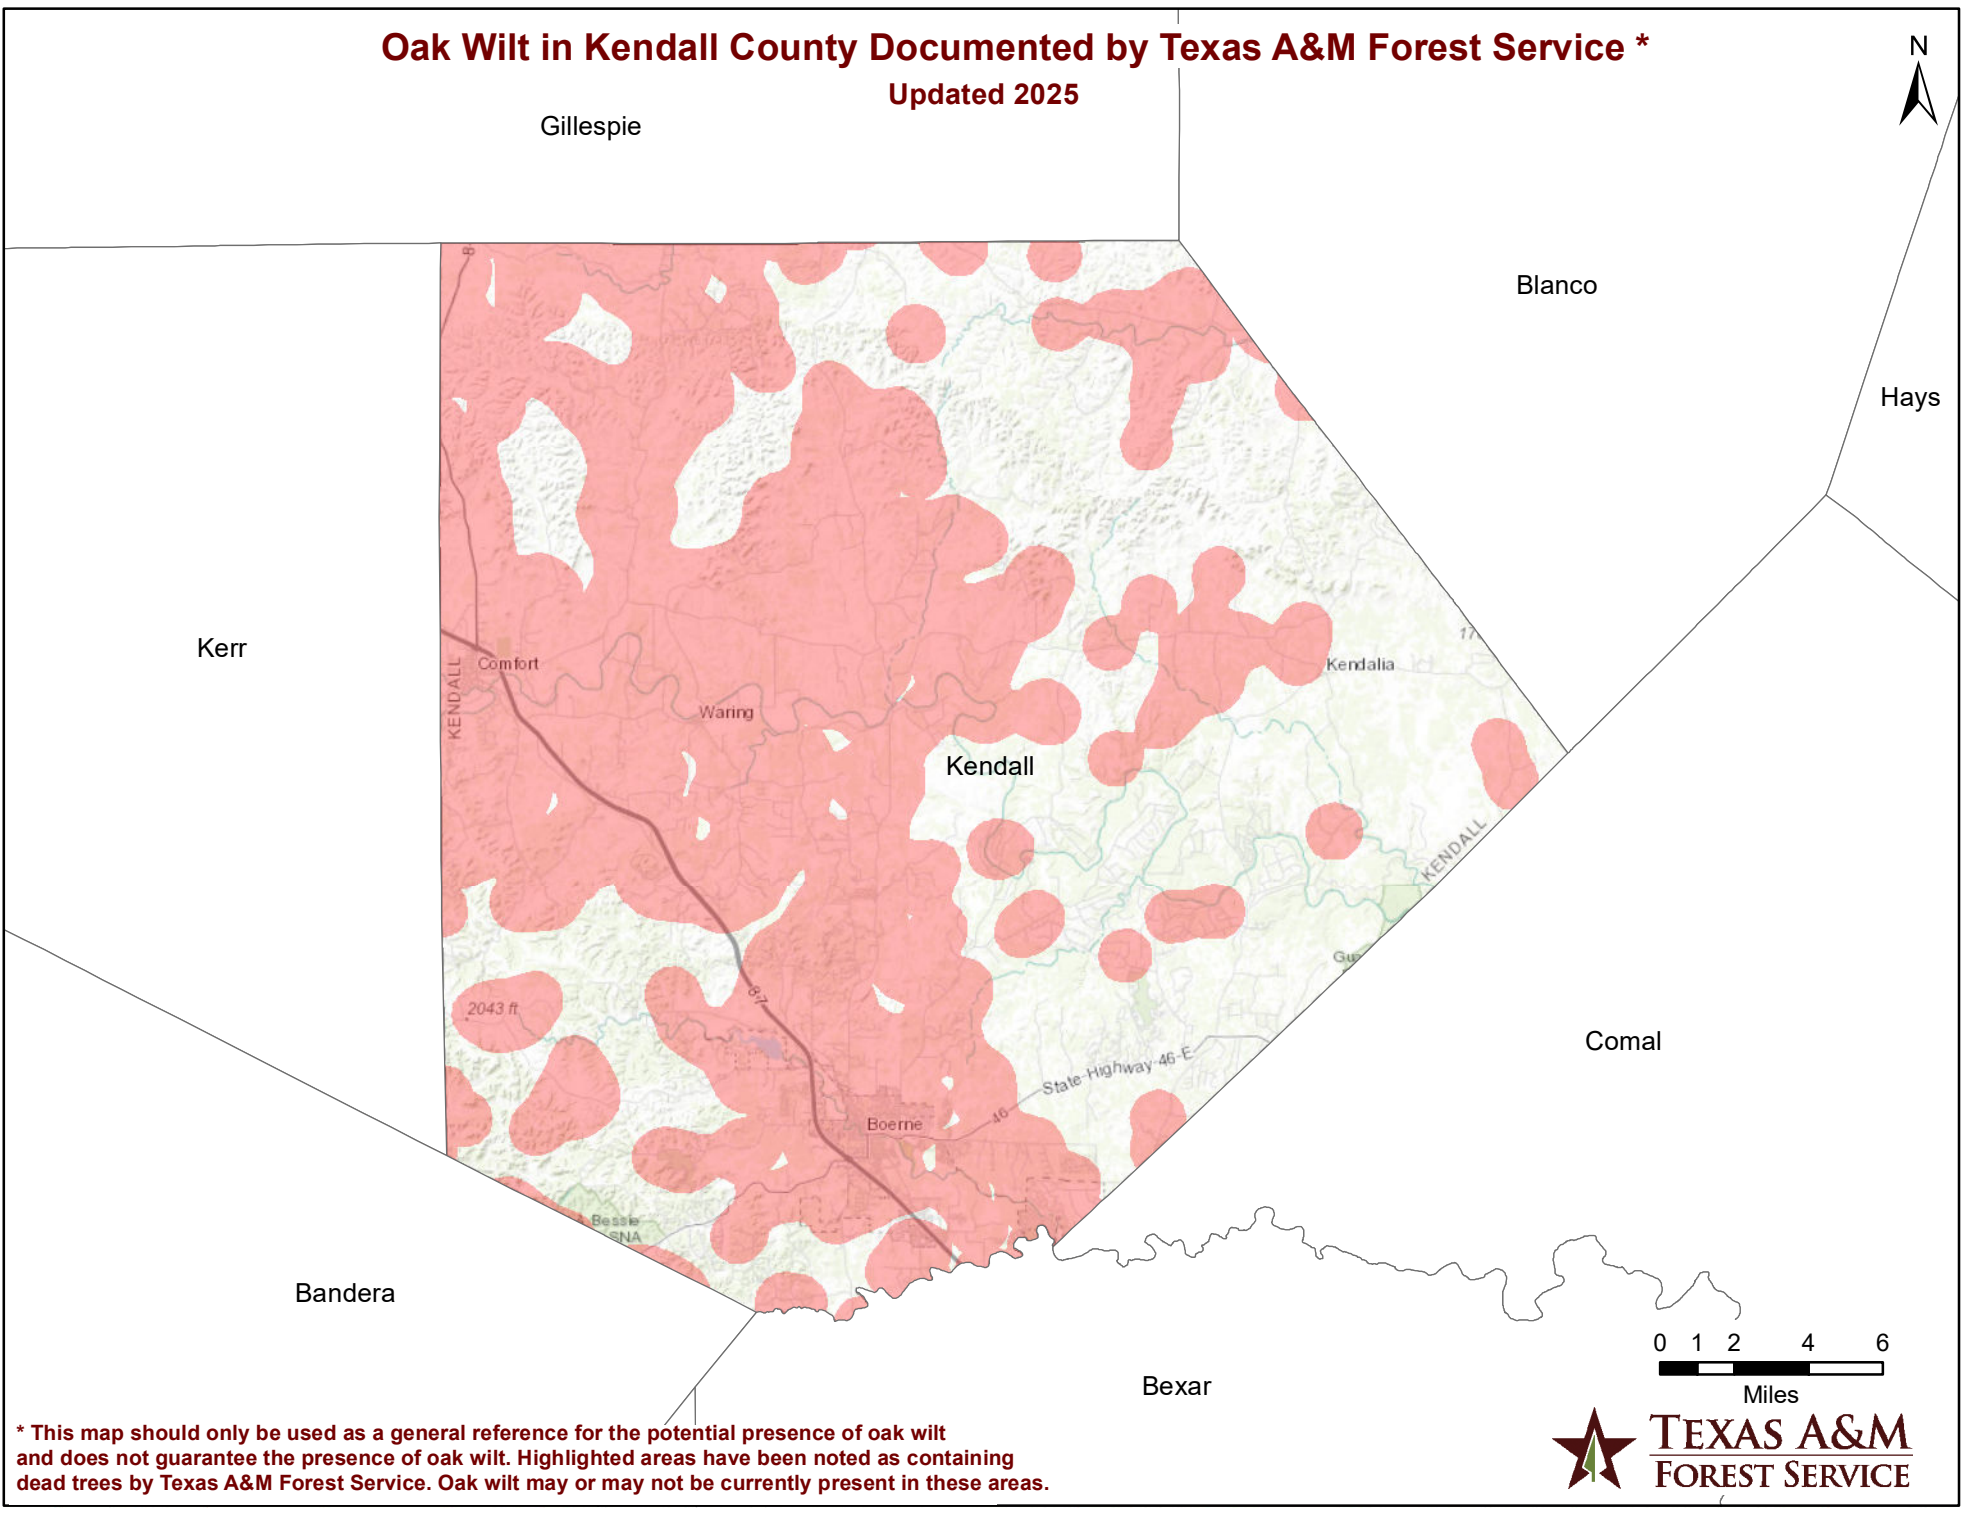 Oak Wilt in Kendall County Documented by Texas A&M Forest Service *
Updated 2025
N
Gillespie
Blanco
Hays
Kerr
Comfort
KENDALL
Waring
Kendalia
Kendall
KENDALL
2043 ft
87
State-Highway-46-E
46
Boerne
Comal
Bessie
SNA
Bandera
Bexar
0 1 2 4 6
Miles
* This map should only be used as a general reference for the potential presence of oak wilt
and does not guarantee the presence of oak wilt. Highlighted areas have been noted as containing
dead trees by Texas A&M Forest Service. Oak wilt may or may not be currently present in these areas.
TEXAS A&M
FOREST SERVICE